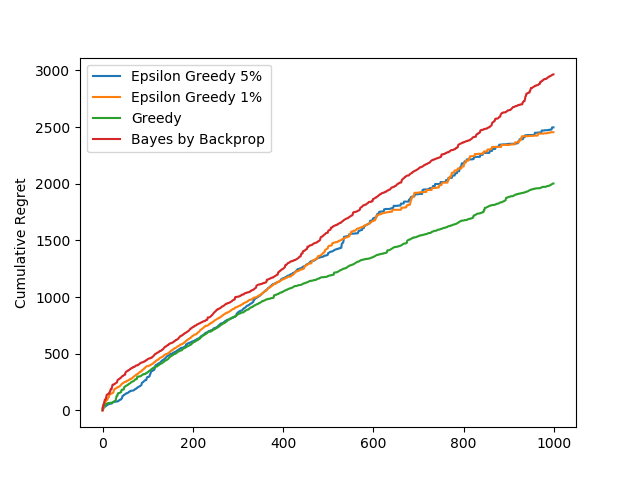 Epsilon Greedy 5%
Epsilon Greedy 1%
Greedy
Bayes by Backprop
Cumulative Regret
3000
2500
2000
1500
1000
500
0
0 200 400 600 800 1000